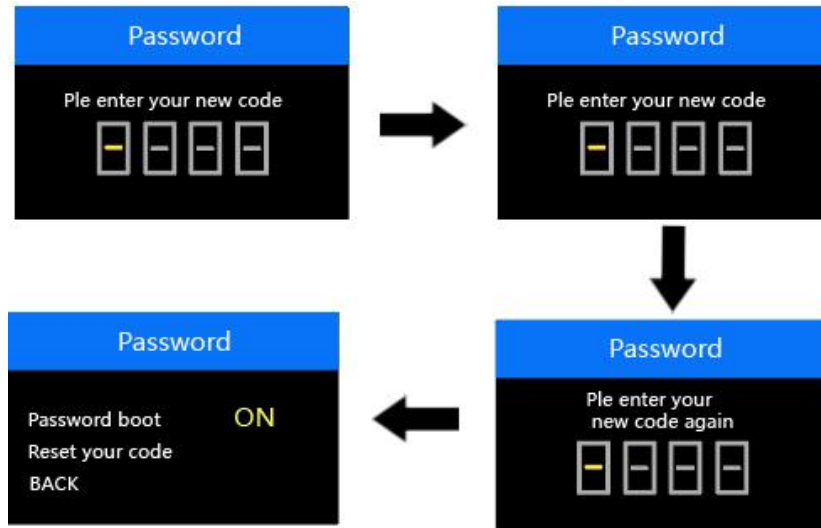 Password
Ple enter your new code
Password
Ple enter your new code
Password
Ple enter your
new code again
Password
Password boot ON
Reset your code
BACK